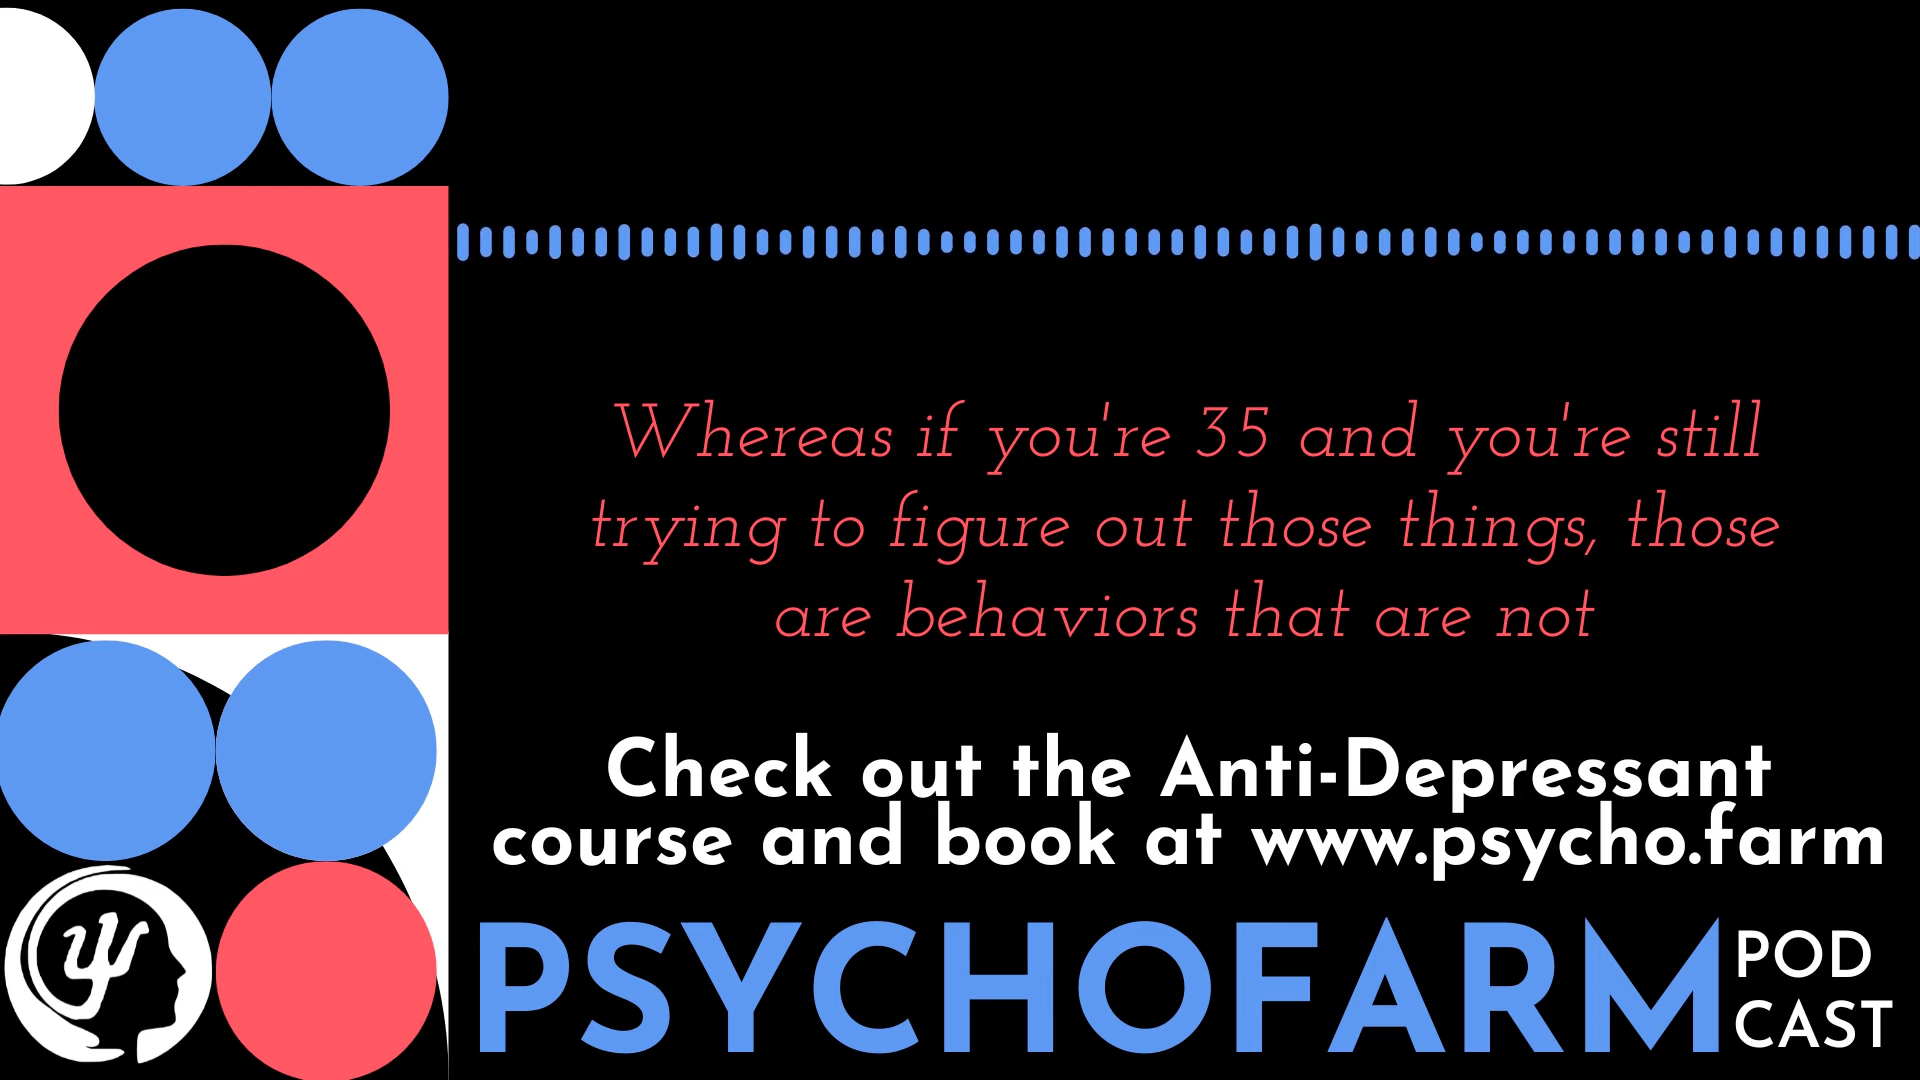 Whereas if you're 35 and you're still
trying to figure out those things, those
are behaviors that are not
Check out the Anti-Depressant
course and book at www.psycho.farm
PSYCHOFARM
POD
CAST
ψ